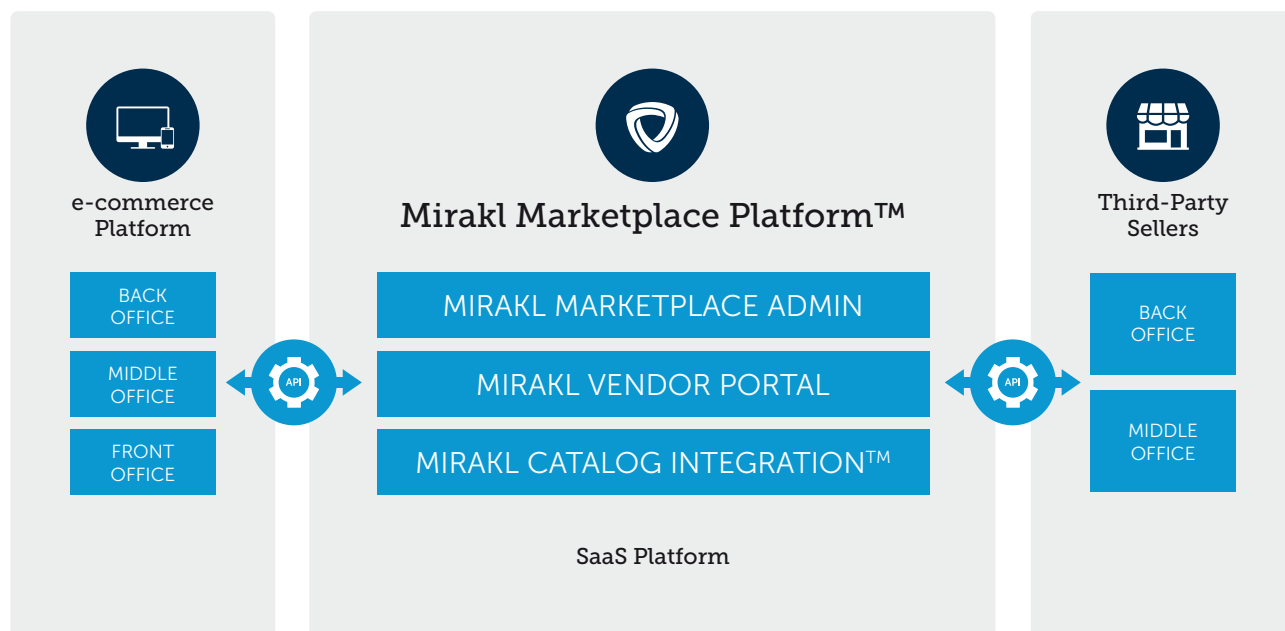 e-commerce
Platform
BACK
OFFICE
MIDDLE
OFFICE
FRONT
OFFICE
API
Mirakl Marketplace Platform™
MIRAKL MARKETPLACE ADMIN
MIRAKL VENDOR PORTAL
MIRAKL CATALOG INTEGRATION™
SaaS Platform
API
Third-Party
Sellers
BACK
OFFICE
MIDDLE
OFFICE